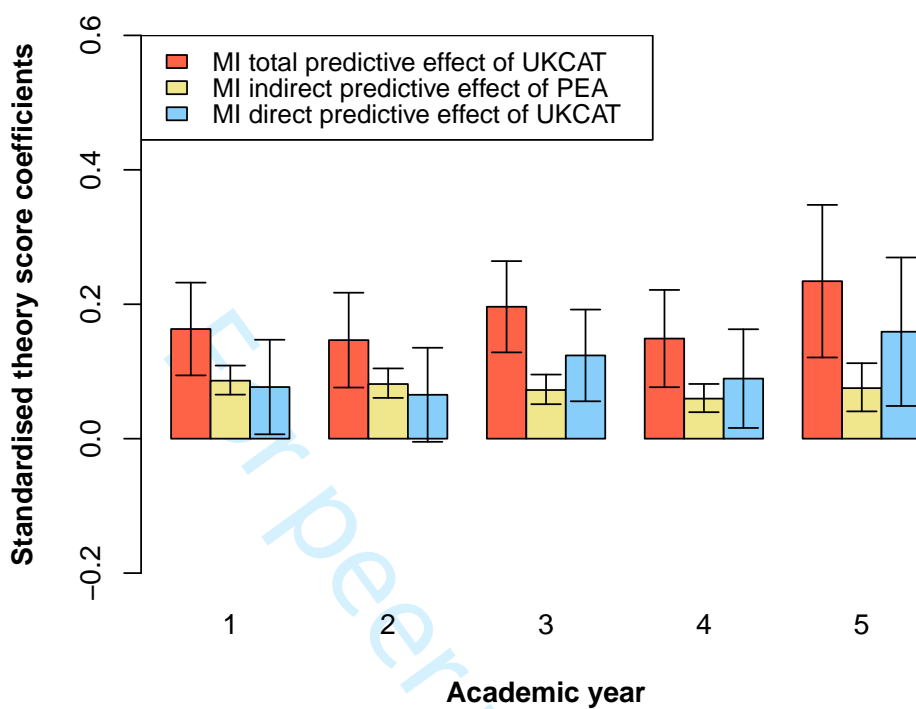 Standardised theory score coefficients
0.6
0.4
0.2
0.0
−0.2
MI total predictive effect of UKCAT
MI indirect predictive effect of PEA
MI direct predictive effect of UKCAT
1 2 3 4 5
Academic year
For peer